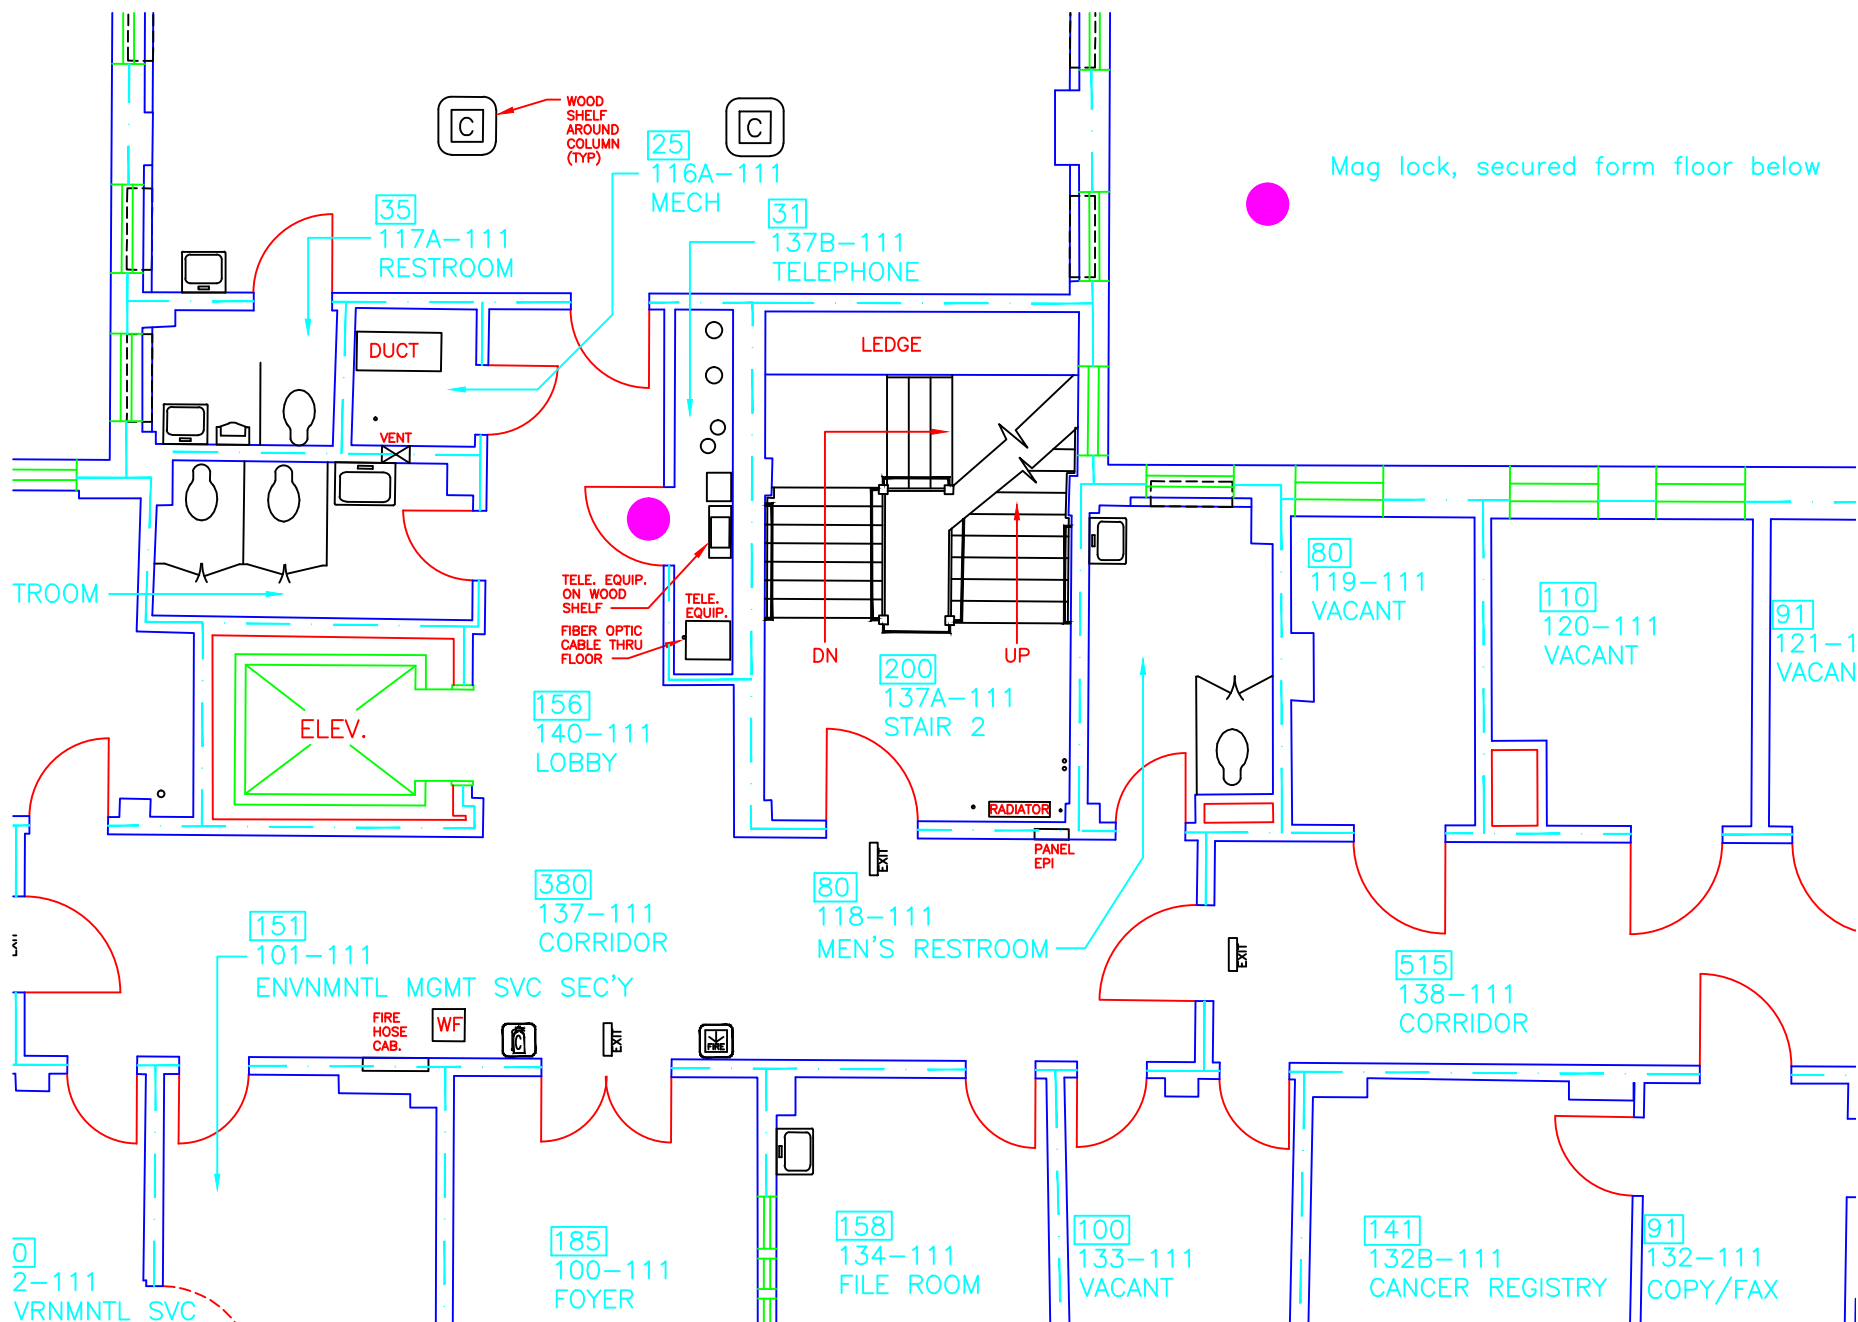 WOOD
SHELF
AROUND
COLUMN
(TYP)
C
C
25
116A-111
MECH
Mag lock, secured form floor below
35
117A-111
RESTROOM
31
137B-111
TELEPHONE
DUCT
LEDGE
VENT
TROOM
TELE. EQUIP.
ON WOOD
SHELF
TELE.
EQUIP.
FIBER OPTIC
CABLE THRU
FLOOR
DN
UP
80
119-111
VACANT
110
120-111
VACANT
91
121-1
VACAN
200
137A-111
STAIR 2
ELEV.
156
140-111
LOBBY
RADIATOR
PANEL
EPI
EXIT
380
137-111
CORRIDOR
80
118-111
MEN'S RESTROOM
151
101-111
ENVNMNTL MGMT SVC SEC'Y
EXIT
EXIT
515
138-111
CORRIDOR
FIRE
HOSE
CAB.
WF
C
EXIT
FIRE
0
2-111
VRNMNTL SVC
185
100-111
FOYER
158
134-111
FILE ROOM
100
133-111
VACANT
141
132B-111
CANCER REGISTRY
91
132-111
COPY/FAX